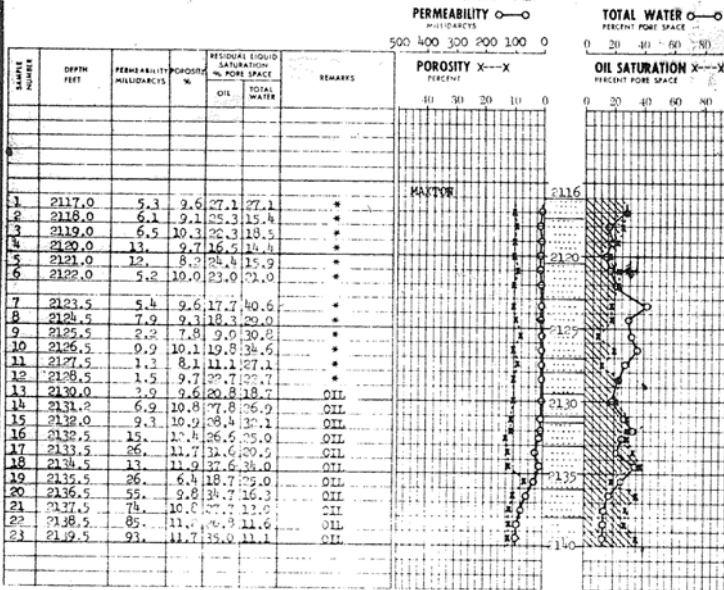 PERMEABILITY o—o
MILLIDARCYS
500 400 300 200 100 0
TOTAL WATER o—o
PERCENT PORE SPACE
0 20 40 60 80
POROSITY X---X
PERCENT
40 30 20 10 0
OIL SATURATION X---X
PERCENT PORE SPACE
0 20 40 60 80
SAMPLE NUMBER
DEPTH FEET
PERMEABILITY MILLIDARCYS
POROSITY %
RESIDUAL LIQUID SATURATION % PORE SPACE
OIL
TOTAL WATER
REMARKS
1 2117.0 5.3 9.6 27.1 27.1 *
2 2118.0 6.1 9.1 25.3 15.4 *
3 2119.0 6.5 10.3 18.5 *
4 2120.0 13. 9.7 16.5 14.4 *
5 2121.0 12. 8.2 24.4 15.9 *
6 2122.0 5.2 10.0 23.0 21.0 *
7 2123.5 5.4 9.6 17.7 40.6 *
8 2124.5 7.9 9.3 18.3 29.0 *
9 2125.5 2.2 7.8 9.0 30.8 *
10 2126.5 0.9 10.1 19.8 34.6 *
11 2127.5 1.3 8.1 11.1 27.1 *
12 2128.5 1.5 9.7 22.7 22.7 *
13 2130.0 9.6 20.8 18.7 OIL
14 2131.2 6.9 10.8 27.8 26.9 OIL
15 2132.0 9.3 10.9 28.4 OIL
16 2132.5 15. 26.6 25.0 OIL
17 2133.5 26. 11.7 31.6 20.5 OIL
18 2134.5 13. 11.9 37.6 34.0 OIL
19 2135.5 26. 6.4 18.7 25.0 OIL
20 2136.5 55. 9.8 34.7 16.3 OIL
21 2137.5 74. 13.0 OIL
22 2138.5 85. 11.6 OIL
23 2139.5 93. 11.7 35.0 11.1 OIL
MAXTON
2116
2120
2125
2130
2135
2140